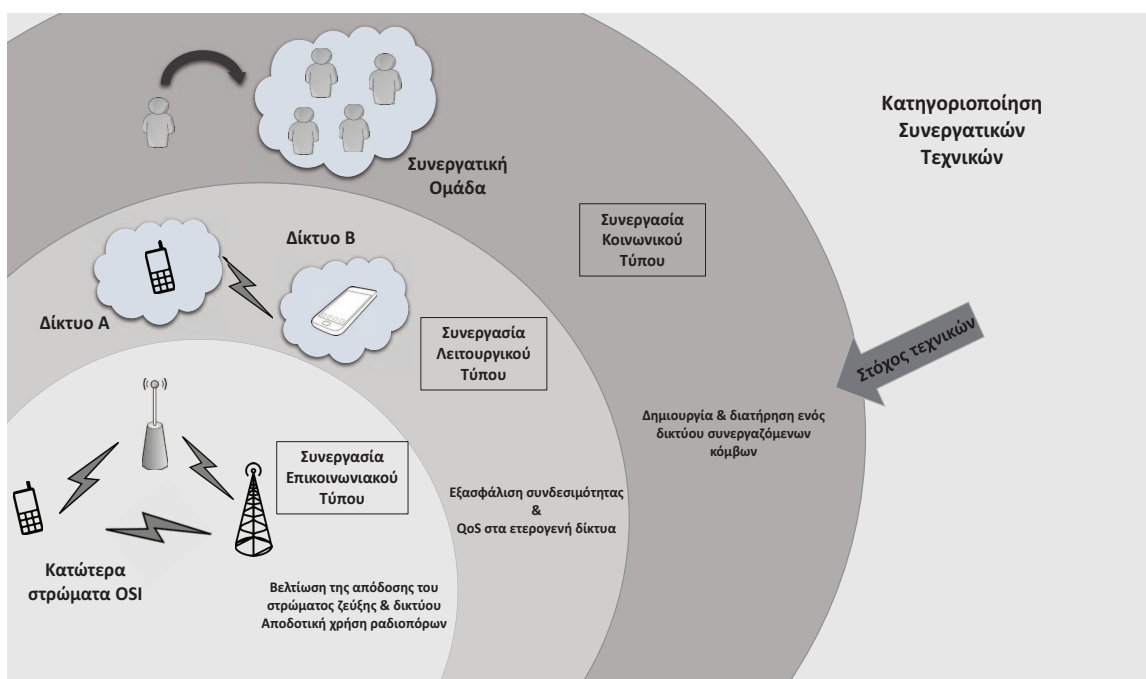 Κατηγοριοποίηση
Συνεργατικών
Τεχνικών
Συνεργατική
Ομάδα
Συνεργασία
Κοινωνικού
Τύπου
Δίκτυο Β
Δίκτυο Α
Συνεργασία
Λειτουργικού
Τύπου
Στόχος τεχνικών
Δημιουργία & διατήρηση ενός
δικτύου συνεργαζόμενων
κόμβων
Συνεργασία
Επικοινωνιακού
Τύπου
Εξασφάλιση συνδεσιμότητας
&
QoS στα ετερογενή δίκτυα
Κατώτερα
στρώματα OSI
Βελτίωση της απόδοσης του
στρώματος ζεύξης & δικτύου
Αποδοτική χρήση ραδιοπόρων